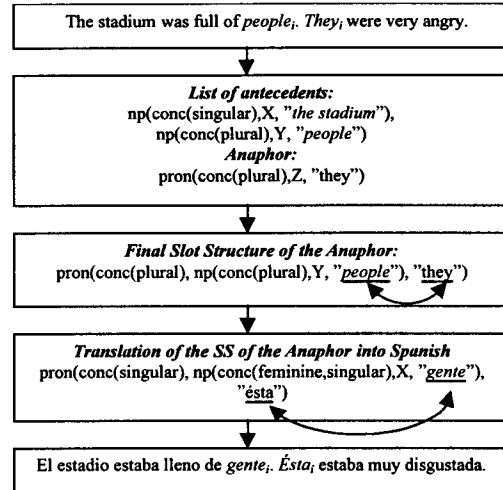 The stadium was full of people_i. They_i were very angry.
List of antecedents:
np(conc(singular),X, "the stadium"),
np(conc(plural),Y, "people")
Anaphor:
pron(conc(plural),Z, "they")
Final Slot Structure of the Anaphor:
pron(conc(plural), np(conc(plural),Y, "people"), "they")
Translation of the SS of the Anaphor into Spanish
pron(conc(singular), np(conc(feminine,singular),X, "gente"),
"ésta")
El estadio estaba lleno de gente_i. Ésta_i estaba muy disgustada.